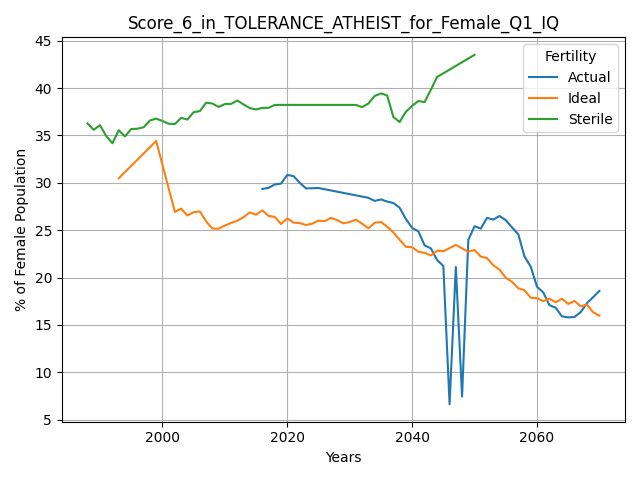 Score_6_in_TOLERANCE_ATHEIST_for_Female_Q1_IQ
45
40
35
30
25
20
15
10
5
% of Female Population
Fertility
Actual
Ideal
Sterile
2000
2020
2040
2060
Years